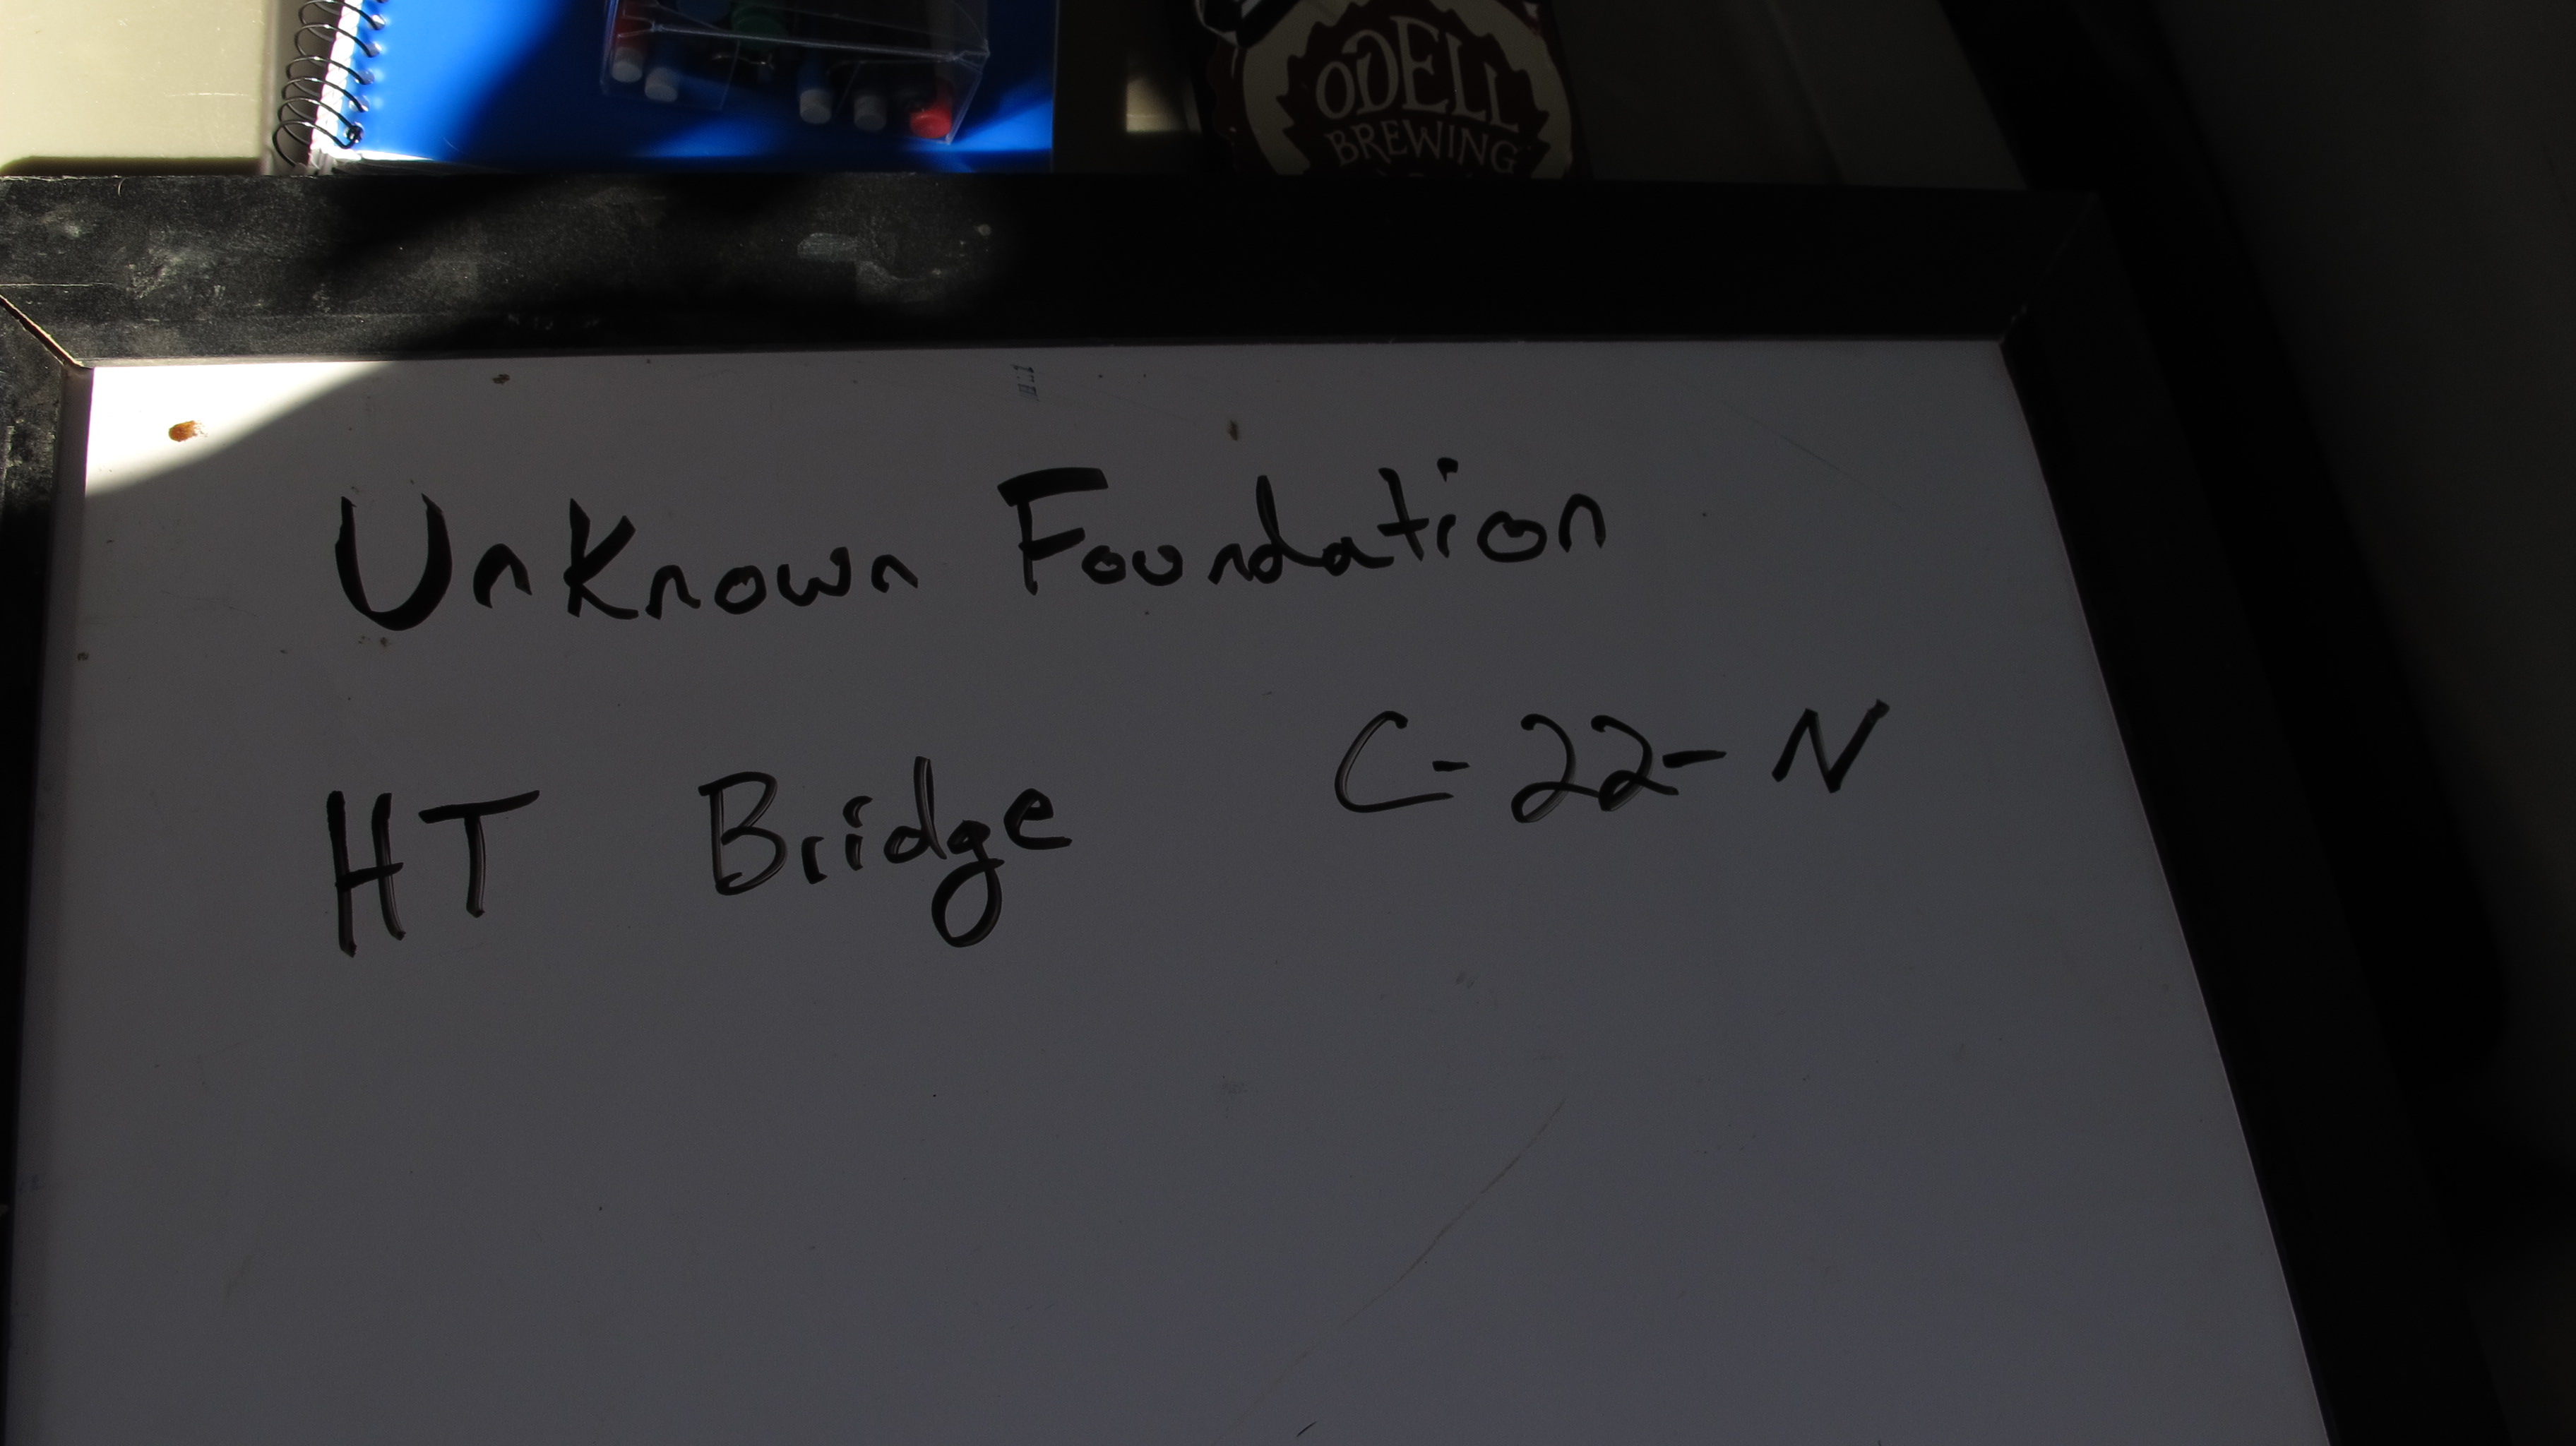 ODELL
BREWING
UnKnown Foundation
HT Bridge C-22-N